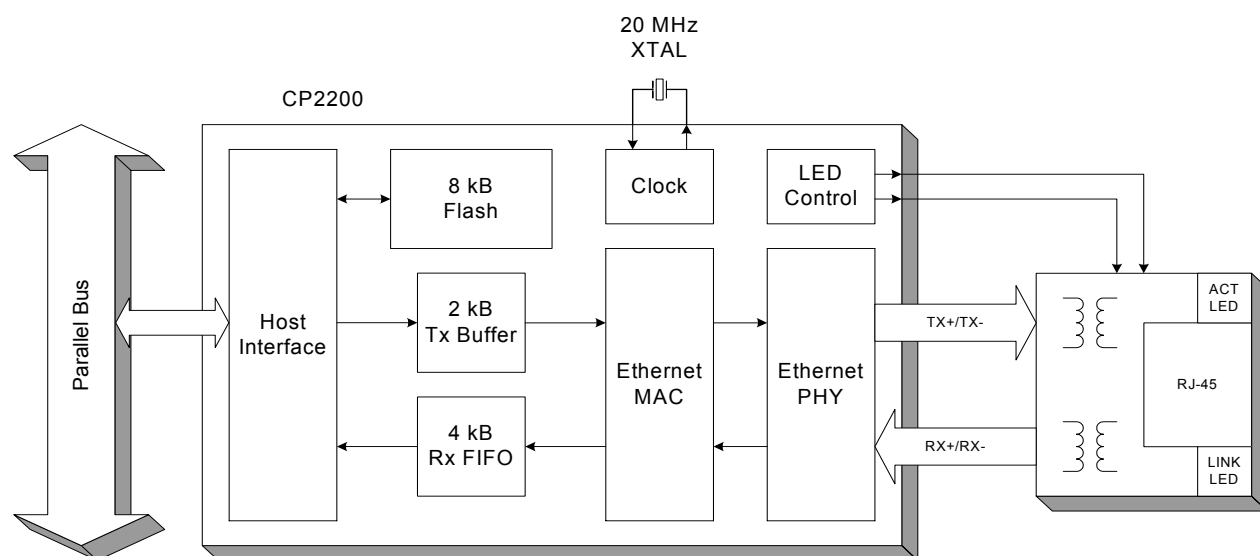 20 MHz
XTAL
CP2200
Parallel Bus
Host
Interface
8 kB
Flash
Clock
LED
Control
2 kB
Tx Buffer
4 kB
Rx FIFO
Ethernet
MAC
Ethernet
PHY
TX+/TX-
RX+/RX-
ACT
LED
RJ-45
LINK
LED